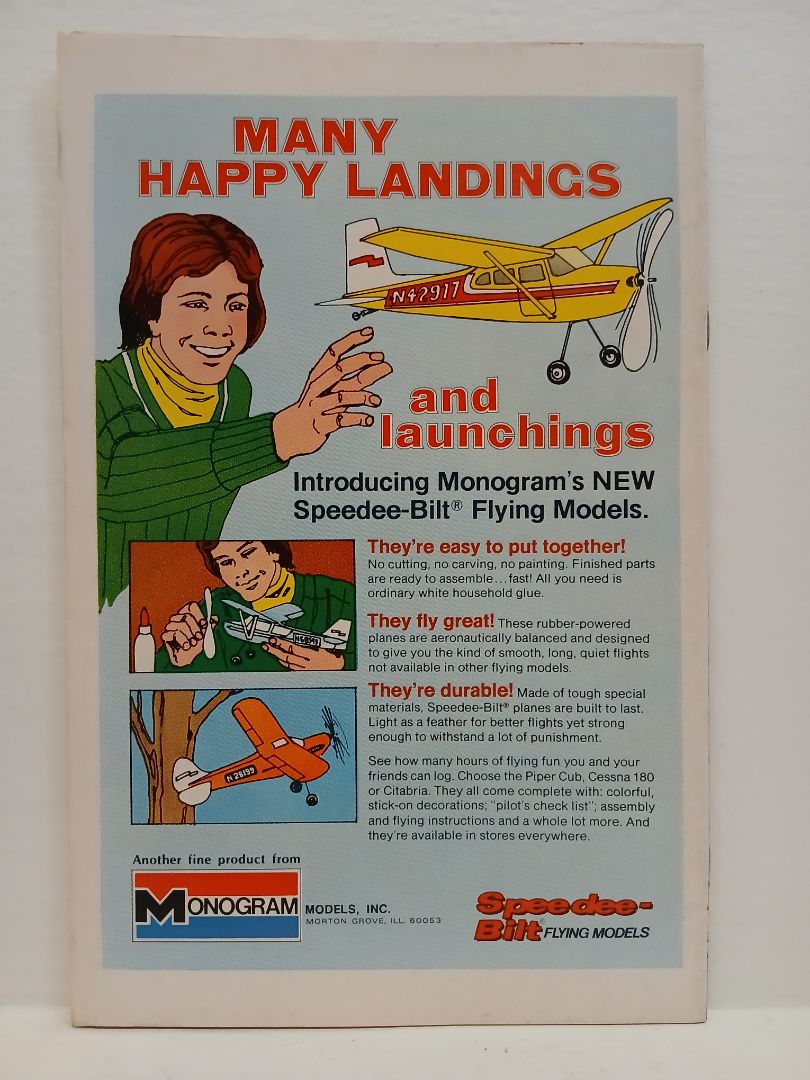 MANY
HAPPY LANDINGS
N42917
and
launchings
Introducing Monogram's NEW
Speedee-Bilt® Flying Models.
They're easy to put together!
No cutting, no carving, no painting. Finished parts
are ready to assemble...fast! All you need is
ordinary white household glue.
They fly great! These rubber-powered
planes are aeronautically balanced and designed
to give you the kind of smooth, long, quiet flights
not available in other flying models.
They're durable! Made of tough special
materials, Speedee-Bilt® planes are built to last.
Light as a feather for better flights yet strong
enough to withstand a lot of punishment.
N28199
See how many hours of flying fun you and your
friends can log. Choose the Piper Cub, Cessna 180
or Citabria. They all come complete with: colorful,
stick-on decorations; "pilot's check list"; assembly
and flying instructions and a whole lot more. And
they're available in stores everywhere.
Another fine product from
MONOGRAM MODELS, INC.
MORTON GROVE, ILL. 60053
Speedee-
Bilt® FLYING MODELS